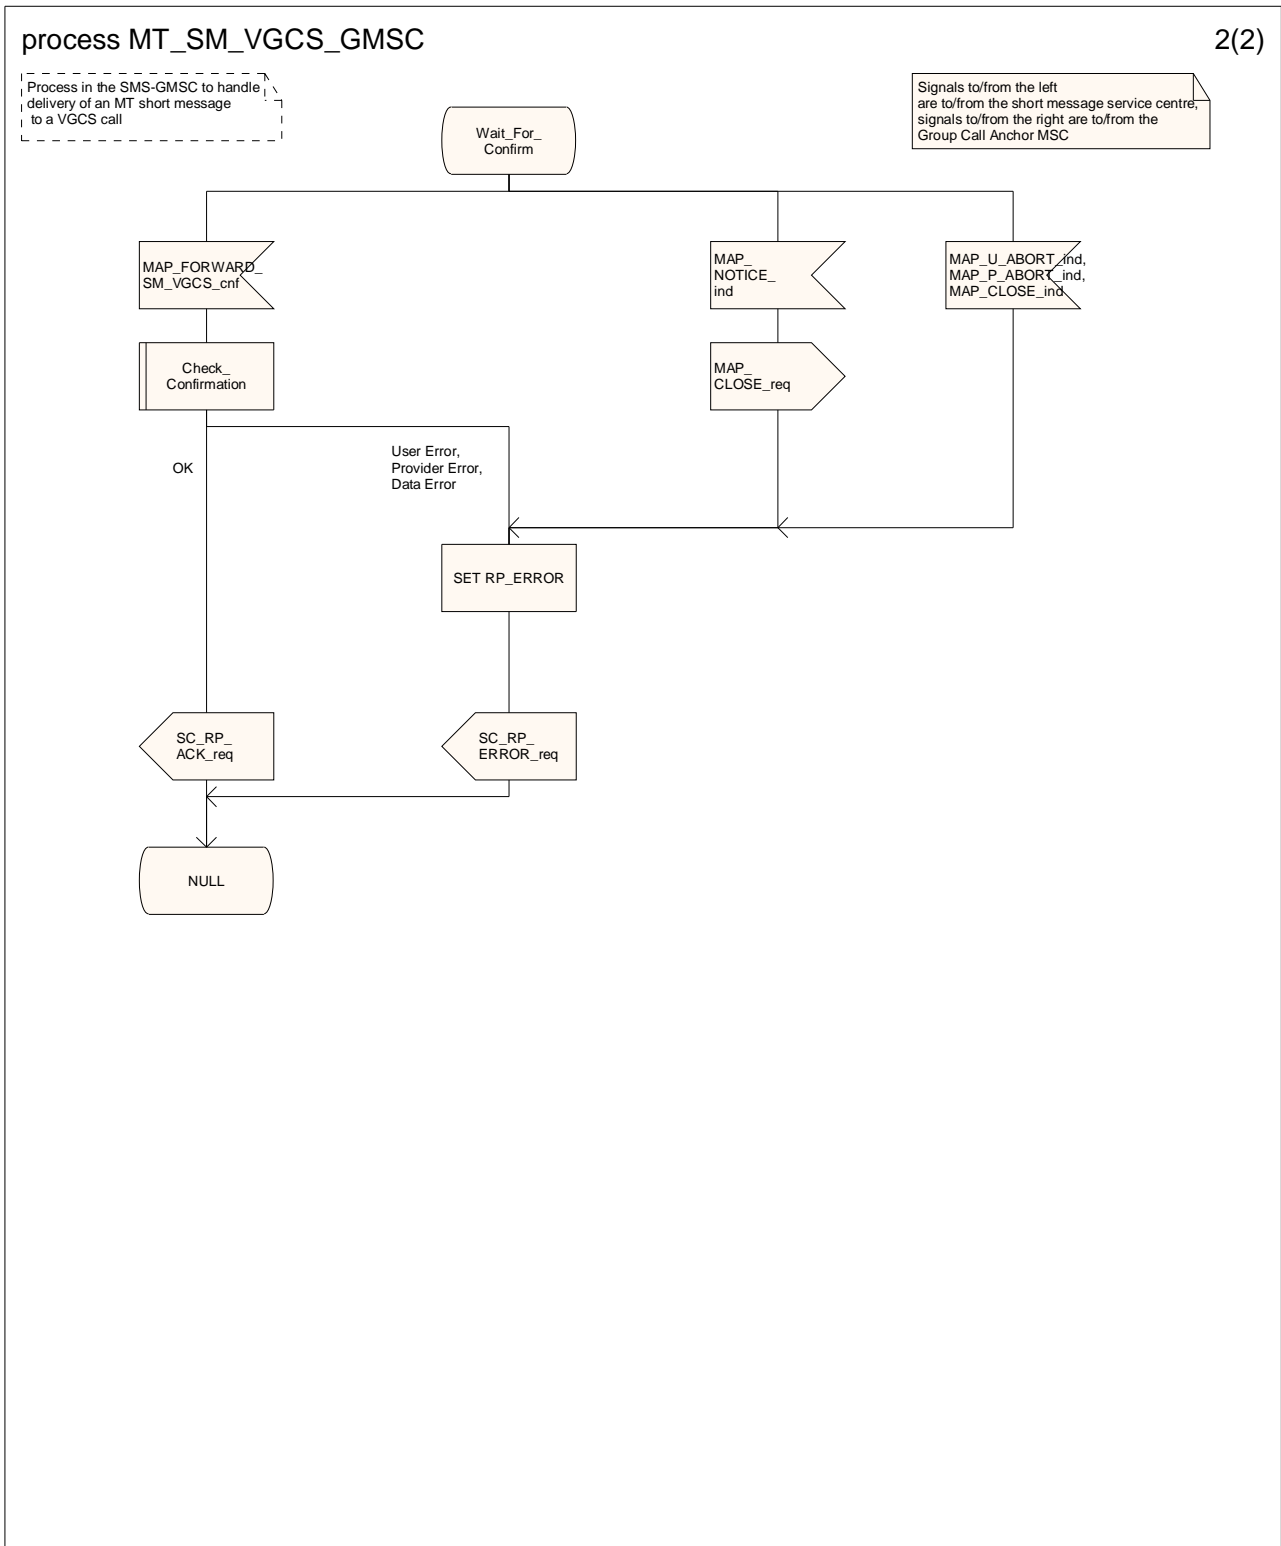 process MT_SM_VGCS_GMSC
2(2)
Process in the SMS-GMSC to handle
delivery of an MT short message
to a VGCS call
Signals to/from the left
are to/from the short message service centre,
signals to/from the right are to/from the
Group Call Anchor MSC
Wait_For_
Confirm
MAP_FORWARD_
SM_VGCS_cnf
MAP_
NOTICE_
ind
MAP_U_ABORT_ind,
MAP_P_ABORT_ind,
MAP_CLOSE_ind
Check_
Confirmation
MAP_
CLOSE_req
OK
User Error,
Provider Error,
Data Error
SET RP_ERROR
SC_RP_
ACK_req
SC_RP_
ERROR_req
NULL